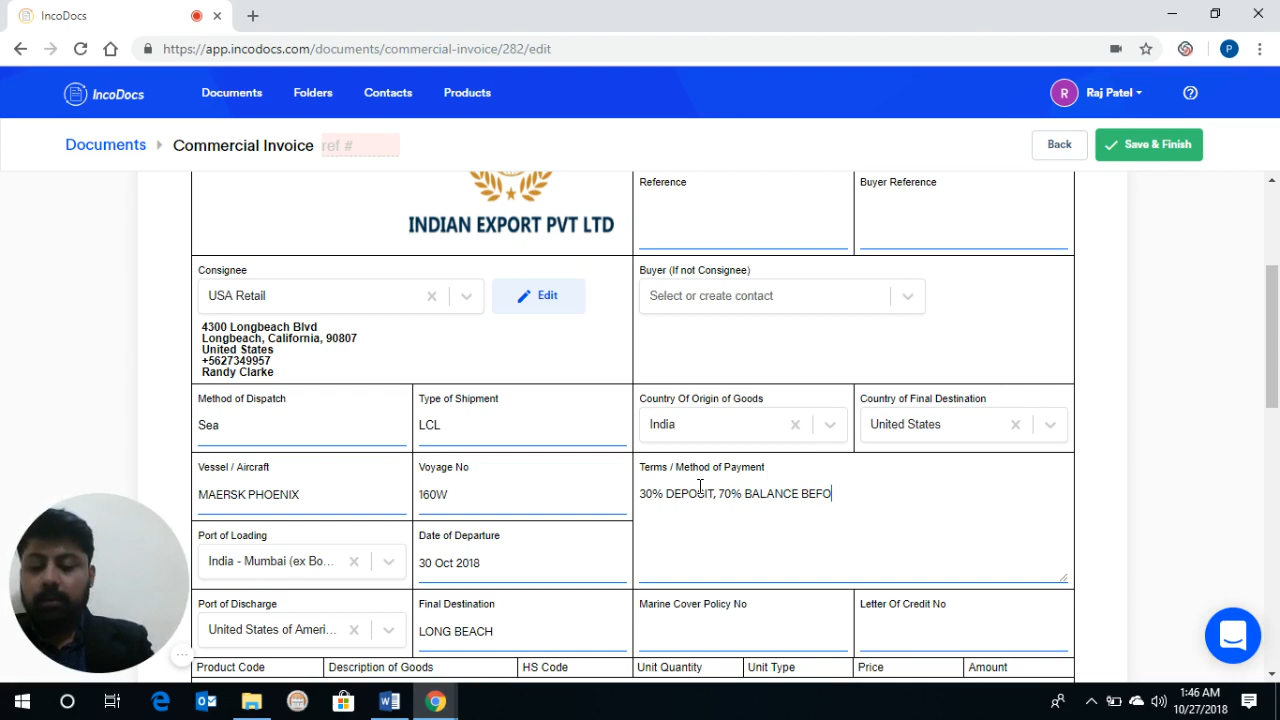 IncoDocs
https://app.incodocs.com/documents/commercial-invoice/282/edit
P
IncoDocs
Documents
Folders
Contacts
Products
R
Raj Patel
Documents
Commercial Invoice
ref #
Back
Save & Finish
INDIAN EXPORT PVT LTD
Reference
Buyer Reference
Consignee
USA Retail
Edit
4300 Longbeach Blvd
Longbeach, California, 90807
United States
+5627349957
Randy Clarke
Buyer (If not Consignee)
Select or create contact
Method of Dispatch
Sea
Type of Shipment
LCL
Country Of Origin of Goods
India
Country of Final Destination
United States
Vessel / Aircraft
MAERSK PHOENIX
Voyage No
160W
Terms / Method of Payment
30% DEPOSIT, 70% BALANCE BEFO
Port of Loading
India - Mumbai (ex Bo...
Date of Departure
30 Oct 2018
Port of Discharge
United States of Ameri...
Final Destination
LONG BEACH
Marine Cover Policy No
Letter Of Credit No
Product Code
Description of Goods
HS Code
Unit Quantity
Unit Type
Price
Amount
1:46 AM
10/27/2018